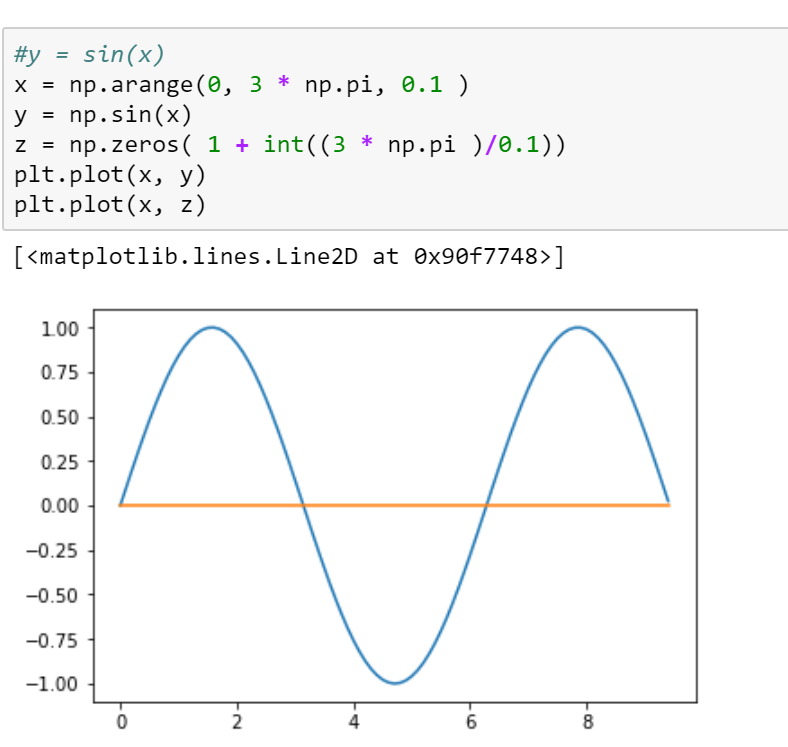 #y = sin(x)
x = np.arange(0, 3 * np.pi, 0.1 )
y = np.sin(x)
z = np.zeros( 1 + int((3 * np.pi )/0.1))
plt.plot(x, y)
plt.plot(x, z)
[<matplotlib.lines.Line2D at 0x90f7748>]
1.00
0.75
0.50
0.25
0.00
−0.25
−0.50
−0.75
−1.00
0 2 4 6 8